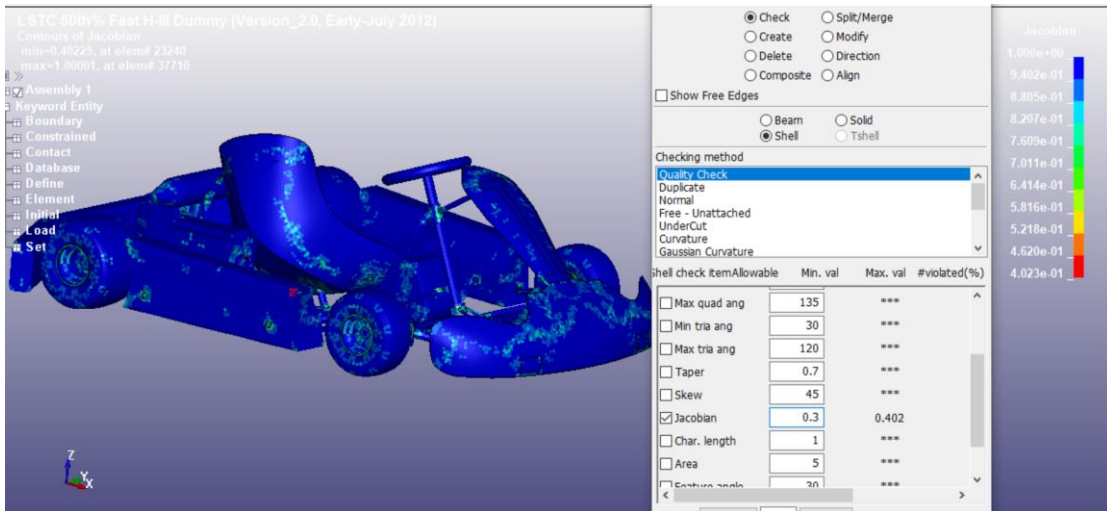 LSTC 50th% Fast H-III Dummy (Version_2.0, Early-July 2012)
Contours of Jacobian
min=0.40225, at elem# 23240
max=1.00001, at elem# 37710
Assembly 1
Keyword Entity
Boundary
Constrained
Contact
Database
Define
Element
Initial
Load
Set
Z
Y
X
Check Split/Merge
Create Modify
Delete Direction
Composite Align
Show Free Edges
Beam Solid
Shell Tshell
Checking method
Quality Check
Duplicate
Normal
Free - Unattached
UnderCut
Curvature
Gaussian Curvature
Shell check item Allowable Min. val Max. val #violated(%)
Max quad ang 135 ***
Min tria ang 30 ***
Max tria ang 120 ***
Taper 0.7 ***
Skew 45 ***
Jacobian 0.3 0.402
Char. length 1 ***
Area 5 ***
Feature angle 30 ***
Jacobian
1.000e+00
9.402e-01
8.805e-01
8.207e-01
7.609e-01
7.011e-01
6.414e-01
5.816e-01
5.218e-01
4.620e-01
4.023e-01